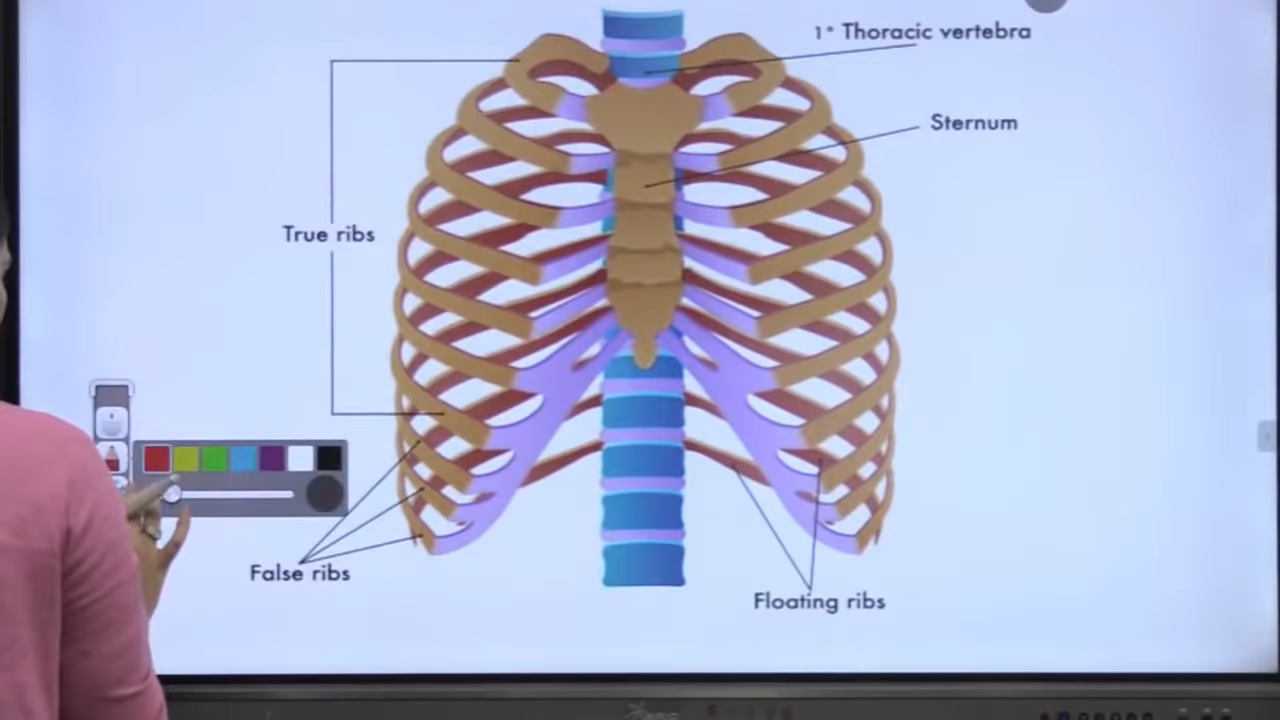 1° Thoracic vertebra
Sternum
True ribs
False ribs
Floating ribs